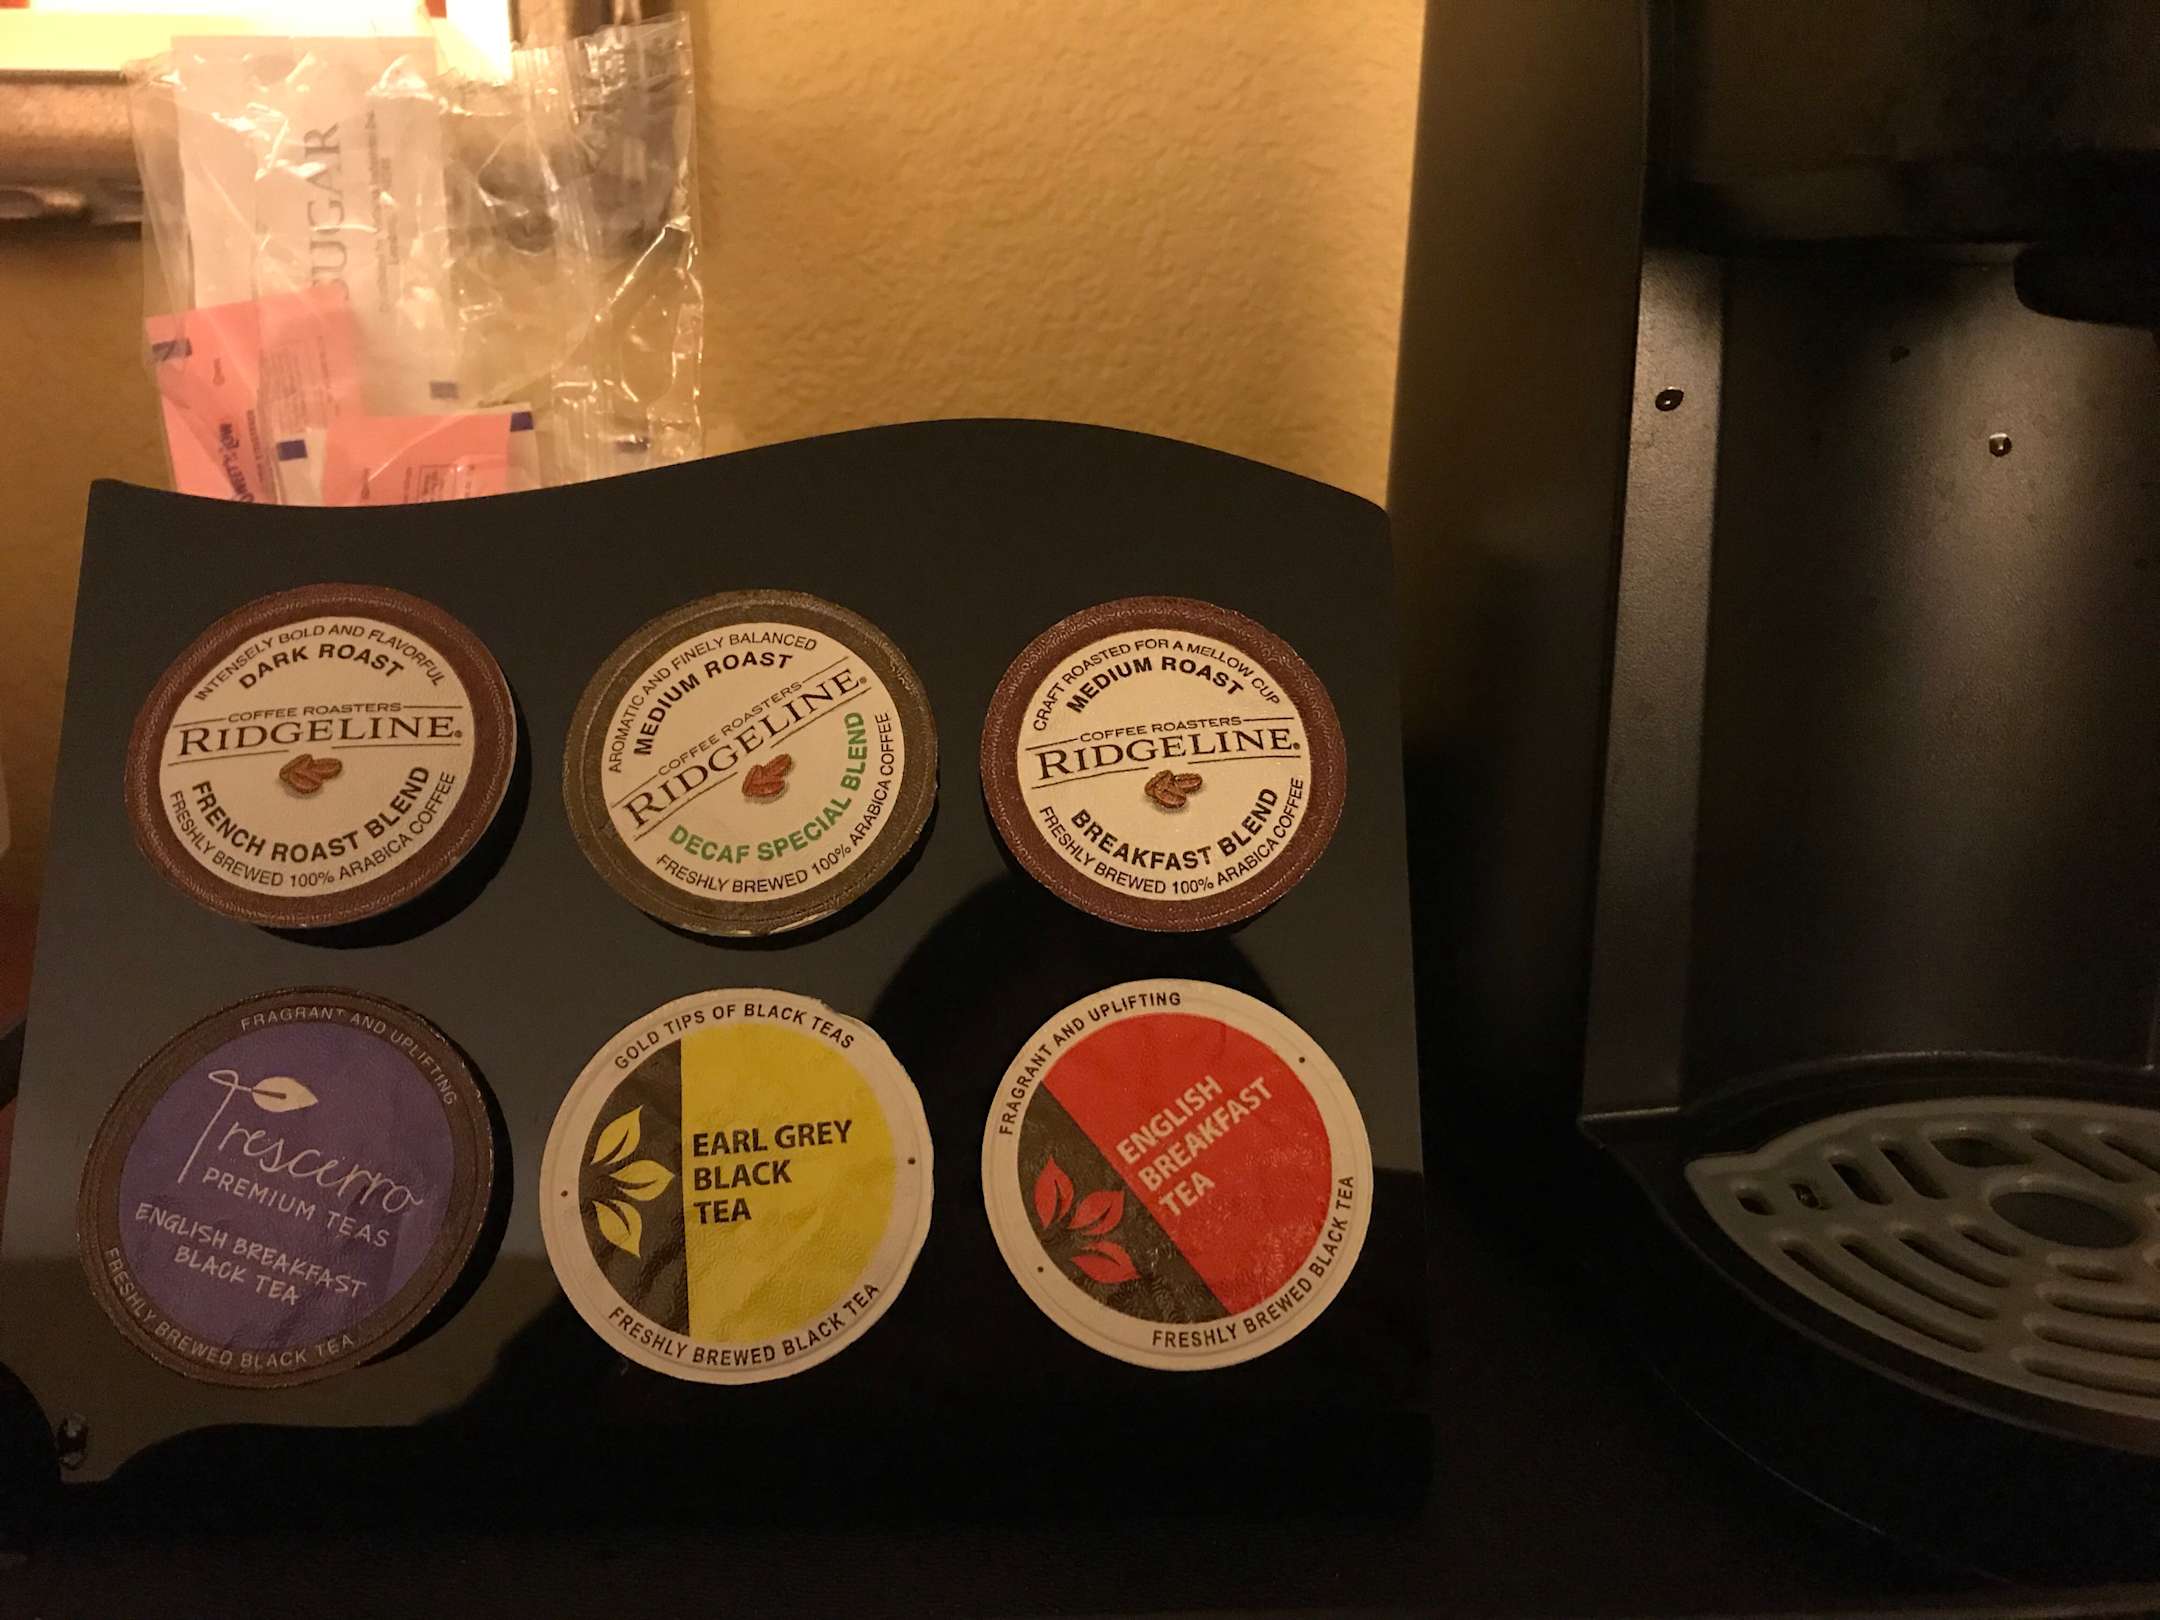 SUGAR
INTENSELY BOLD AND FLAVORFUL
DARK ROAST
COFFEE ROASTERS
RIDGELINE®
FRENCH ROAST BLEND
FRESHLY BREWED 100% ARABICA COFFEE
AROMATIC AND FINELY BALANCED
MEDIUM ROAST
COFFEE ROASTERS
RIDGELINE®
DECAF SPECIAL BLEND
FRESHLY BREWED 100% ARABICA COFFEE
CRAFT ROASTED FOR A MELLOW CUP
MEDIUM ROAST
COFFEE ROASTERS
RIDGELINE®
BREAKFAST BLEND
FRESHLY BREWED 100% ARABICA COFFEE
FRAGRANT AND UPLIFTING
Trescerro
PREMIUM TEAS
ENGLISH BREAKFAST
BLACK TEA
FRESHLY BREWED BLACK TEA
GOLD TIPS OF BLACK TEAS
EARL GREY
BLACK
TEA
FRESHLY BREWED BLACK TEA
FRAGRANT AND UPLIFTING
ENGLISH
BREAKFAST
TEA
FRESHLY BREWED BLACK TEA